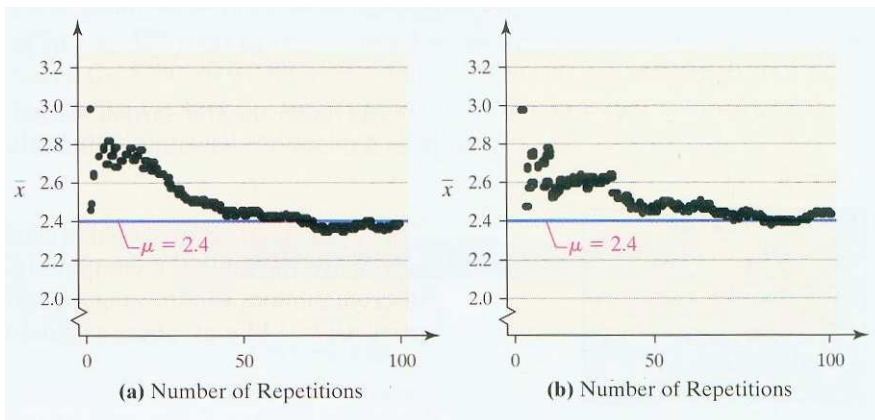 3.2
3.0
2.8
2.6
x̄
2.4
μ = 2.4
2.2
2.0
0 50 100
(a) Number of Repetitions
3.2
3.0
2.8
2.6
x̄
2.4
μ = 2.4
2.2
2.0
0 50 100
(b) Number of Repetitions